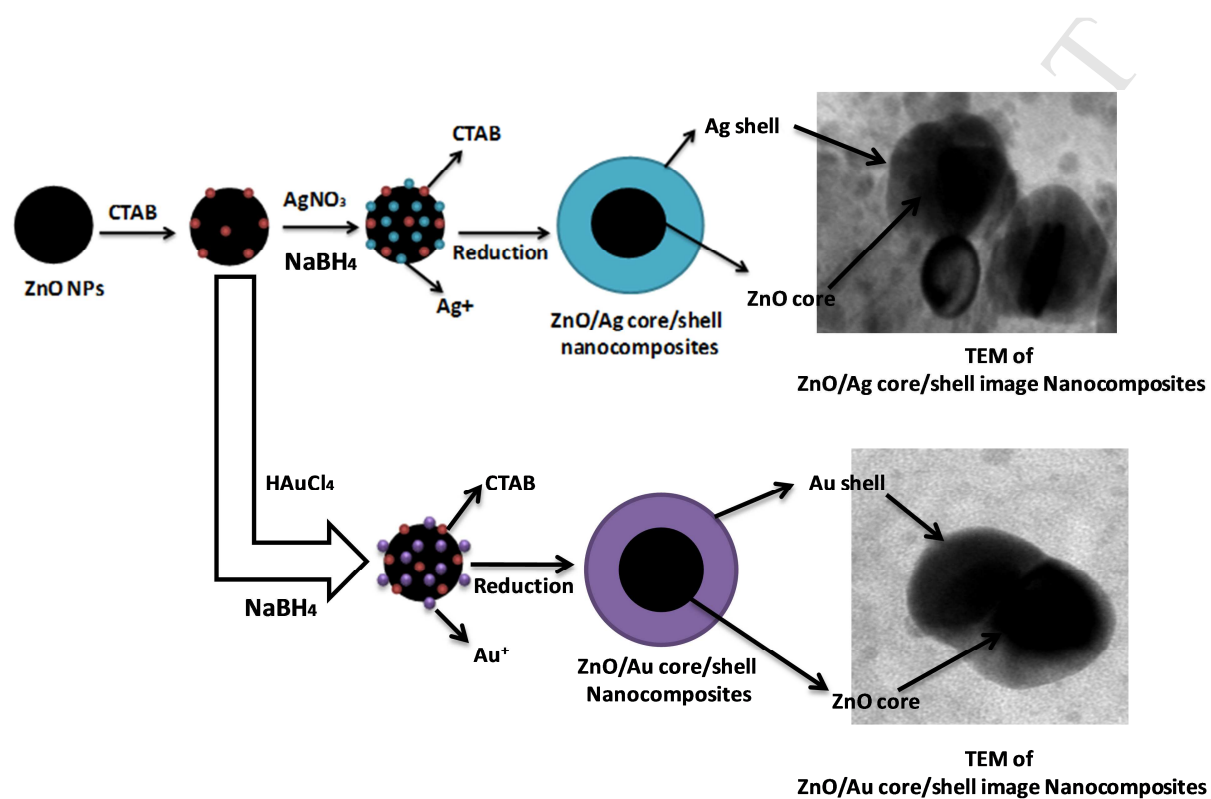 T
CTAB
Ag shell
CTAB
AgNO₃
NaBH₄
Reduction
ZnO NPs
Ag+
ZnO core
ZnO/Ag core/shell
nanocomposites
TEM of
ZnO/Ag core/shell image Nanocomposites
HAuCl₄
NaBH₄
CTAB
Au shell
Reduction
Au⁺
ZnO/Au core/shell
Nanocomposites
ZnO core
TEM of
ZnO/Au core/shell image Nanocomposites